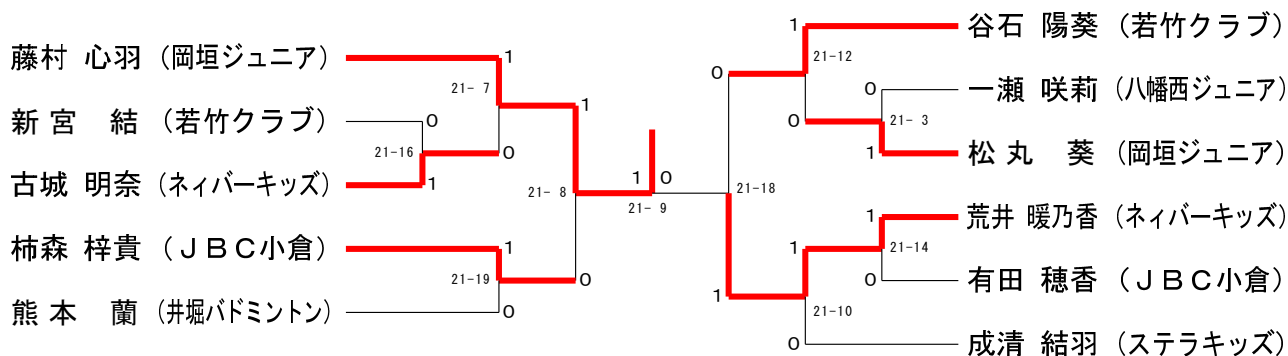 藤村 心羽 (岡垣ジュニア)
新宮 結 (若竹クラブ)
古城 明奈 (ネィバーキッズ)
柿森 梓貴 (JBC小倉)
熊本 蘭 (井堀バドミントン)
1
21- 7
0
21-16
1
0
1
21- 8
1
21-19
0
0
1 0
21- 9
谷石 陽葵 (若竹クラブ)
一瀬 咲莉 (八幡西ジュニア)
松丸 葵 (岡垣ジュニア)
荒井 暖乃香 (ネィバーキッズ)
有田 穂香 (JBC小倉)
成清 結羽 (ステラキッズ)
1
21-12
0
0
0
21- 3
1
21-18
1
21-14
1
0
1
21-10
0